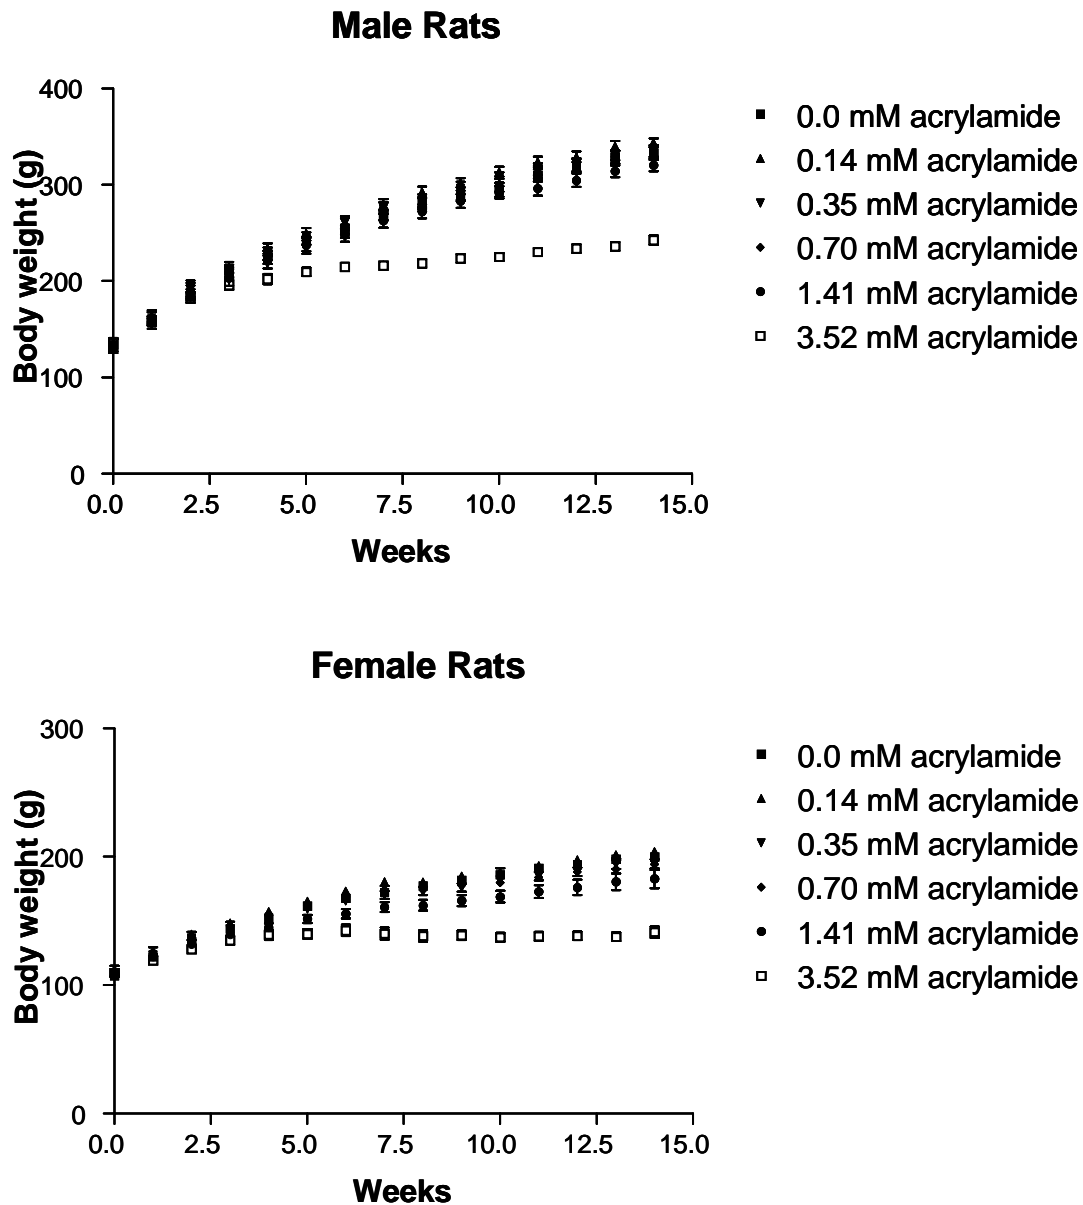 Male Rats
400
300
200
100
0
Body weight (g)
0.0 2.5 5.0 7.5 10.0 12.5 15.0
Weeks
0.0 mM acrylamide
0.14 mM acrylamide
0.35 mM acrylamide
0.70 mM acrylamide
1.41 mM acrylamide
3.52 mM acrylamide
Female Rats
300
200
100
0
Body weight (g)
0.0 2.5 5.0 7.5 10.0 12.5 15.0
Weeks
0.0 mM acrylamide
0.14 mM acrylamide
0.35 mM acrylamide
0.70 mM acrylamide
1.41 mM acrylamide
3.52 mM acrylamide